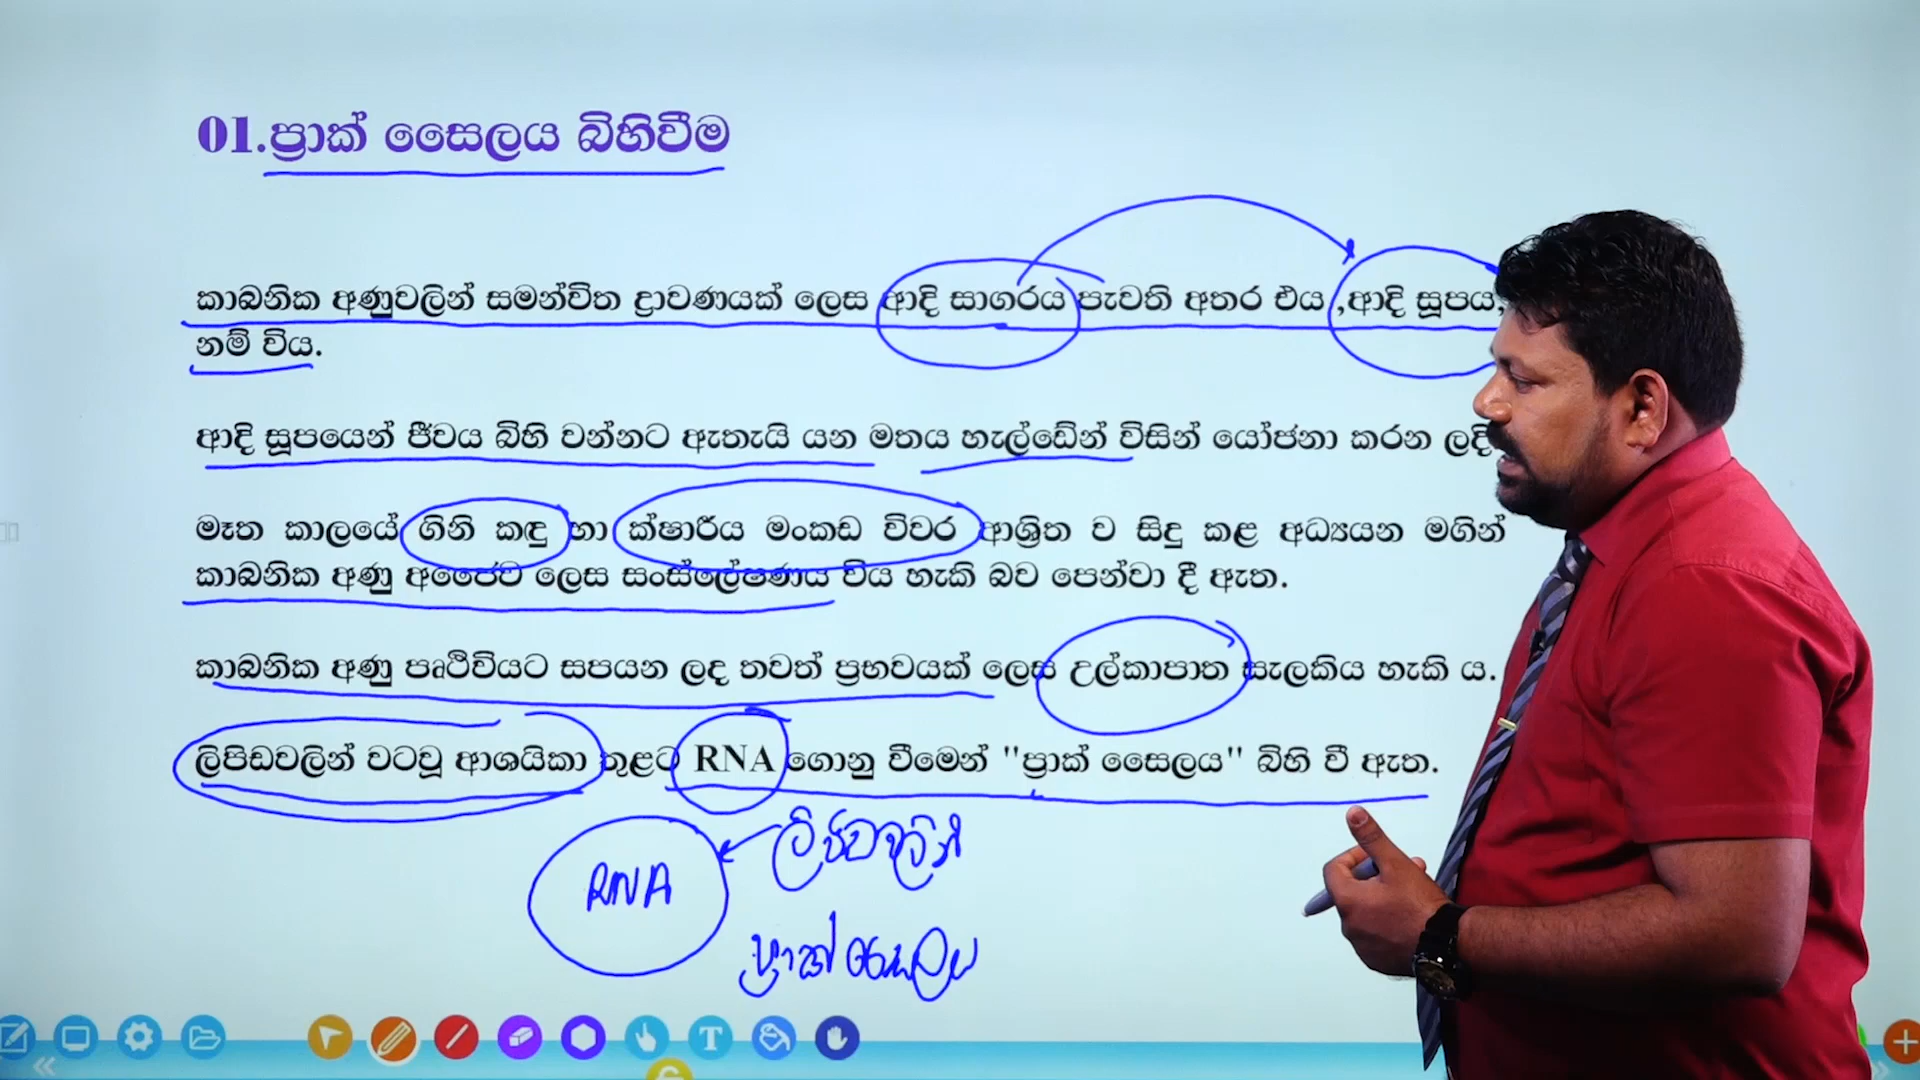 01.ප්‍රාක් සෛලය බිහිවීම
කාබනික අණුවලින් සමන්විත ද්‍රාවණයක් ලෙස ආදි සාගරය පැවති අතර එය ,ආදි සූපය,
නම් විය.
ආදි සූපයෙන් ජීවය බිහි වන්නට ඇතැයි යන මතය හැල්ඩේන් විසින් යෝජනා කරන ලදි
මෑත කාලයේ ගිනි කඳු හා ක්ෂාරීය මංකඩ විවර ආශ්‍රිත ව සිදු කළ අධ්‍යයන මගින්
කාබනික අණු අජෛව ලෙස සංස්ලේෂණය විය හැකි බව පෙන්වා දී ඇත.
කාබනික අණු පෘථිවියට සපයන ලද තවත් ප්‍රභවයක් ලෙස උල්කාපාත සැලකිය හැකි ය.
ලිපිඩවලින් වටවූ ආශයිකා තුළට RNA ගොනු වීමෙන් "ප්‍රාක් සෛලය" බිහි වී ඇත.
ලිපිඩවලින්
RNA
ප්‍රාක් සෛලය
T